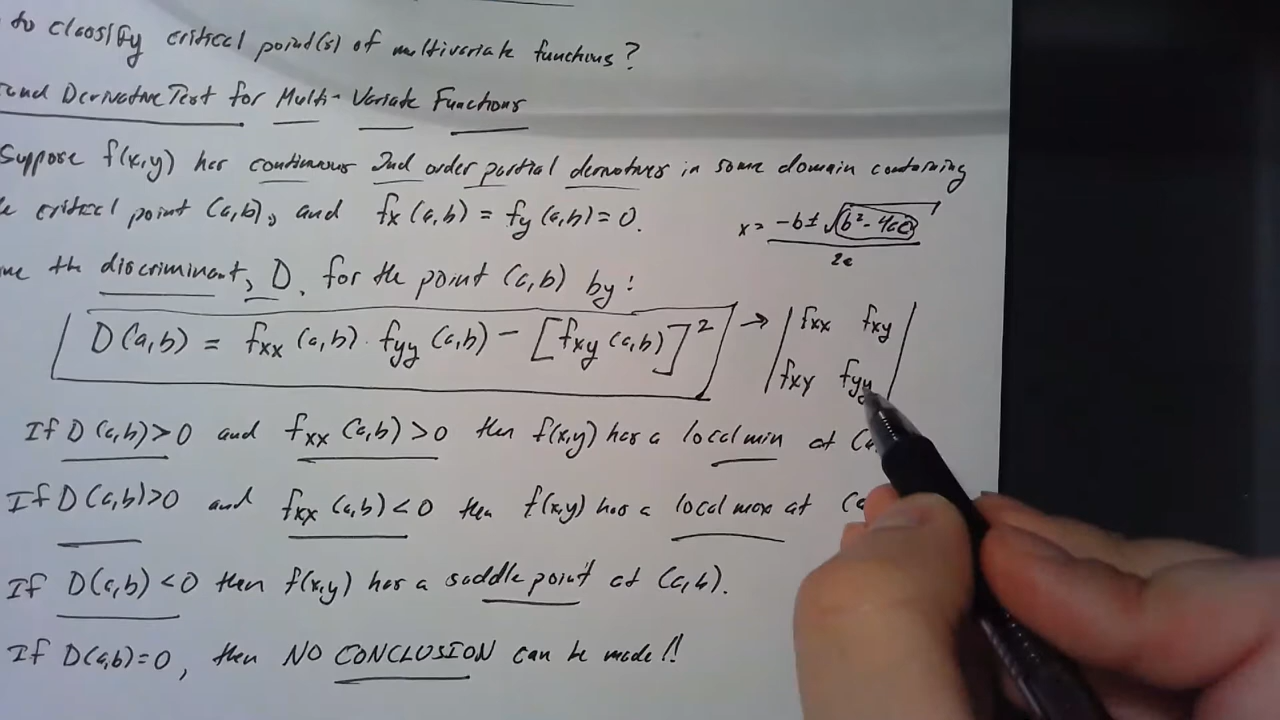 to classify critical point(s) of multivariate functions?
Derivative Test for Multi-Variate Functions
Suppose f(x,y) has continuous 2nd order partial derivatives in some domain containing
critical point (a,b), and fx (a,b) = fy (a,b) = 0.
x = -b ± √b² - 4ac / 2a
the discriminant, D, for the point (a,b) by:
D(a,b) = fxx (a,b) · fyy (a,b) - [fxy (a,b)]² → | fxx fxy |
| fxy fyy |
If D(a,b) > 0 and fxx (a,b) > 0 then f(x,y) has a local min at
If D(a,b) > 0 and fxx (a,b) < 0 then f(x,y) has a local max at
If D(a,b) < 0 then f(x,y) has a saddle point at (a,b).
If D(a,b) = 0, then NO CONCLUSION can be made!!